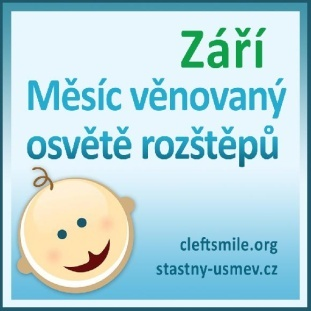 Září
Měsíc věnovaný
osvětě rozštěpů
cleftsmile.org
stastny-usmev.cz